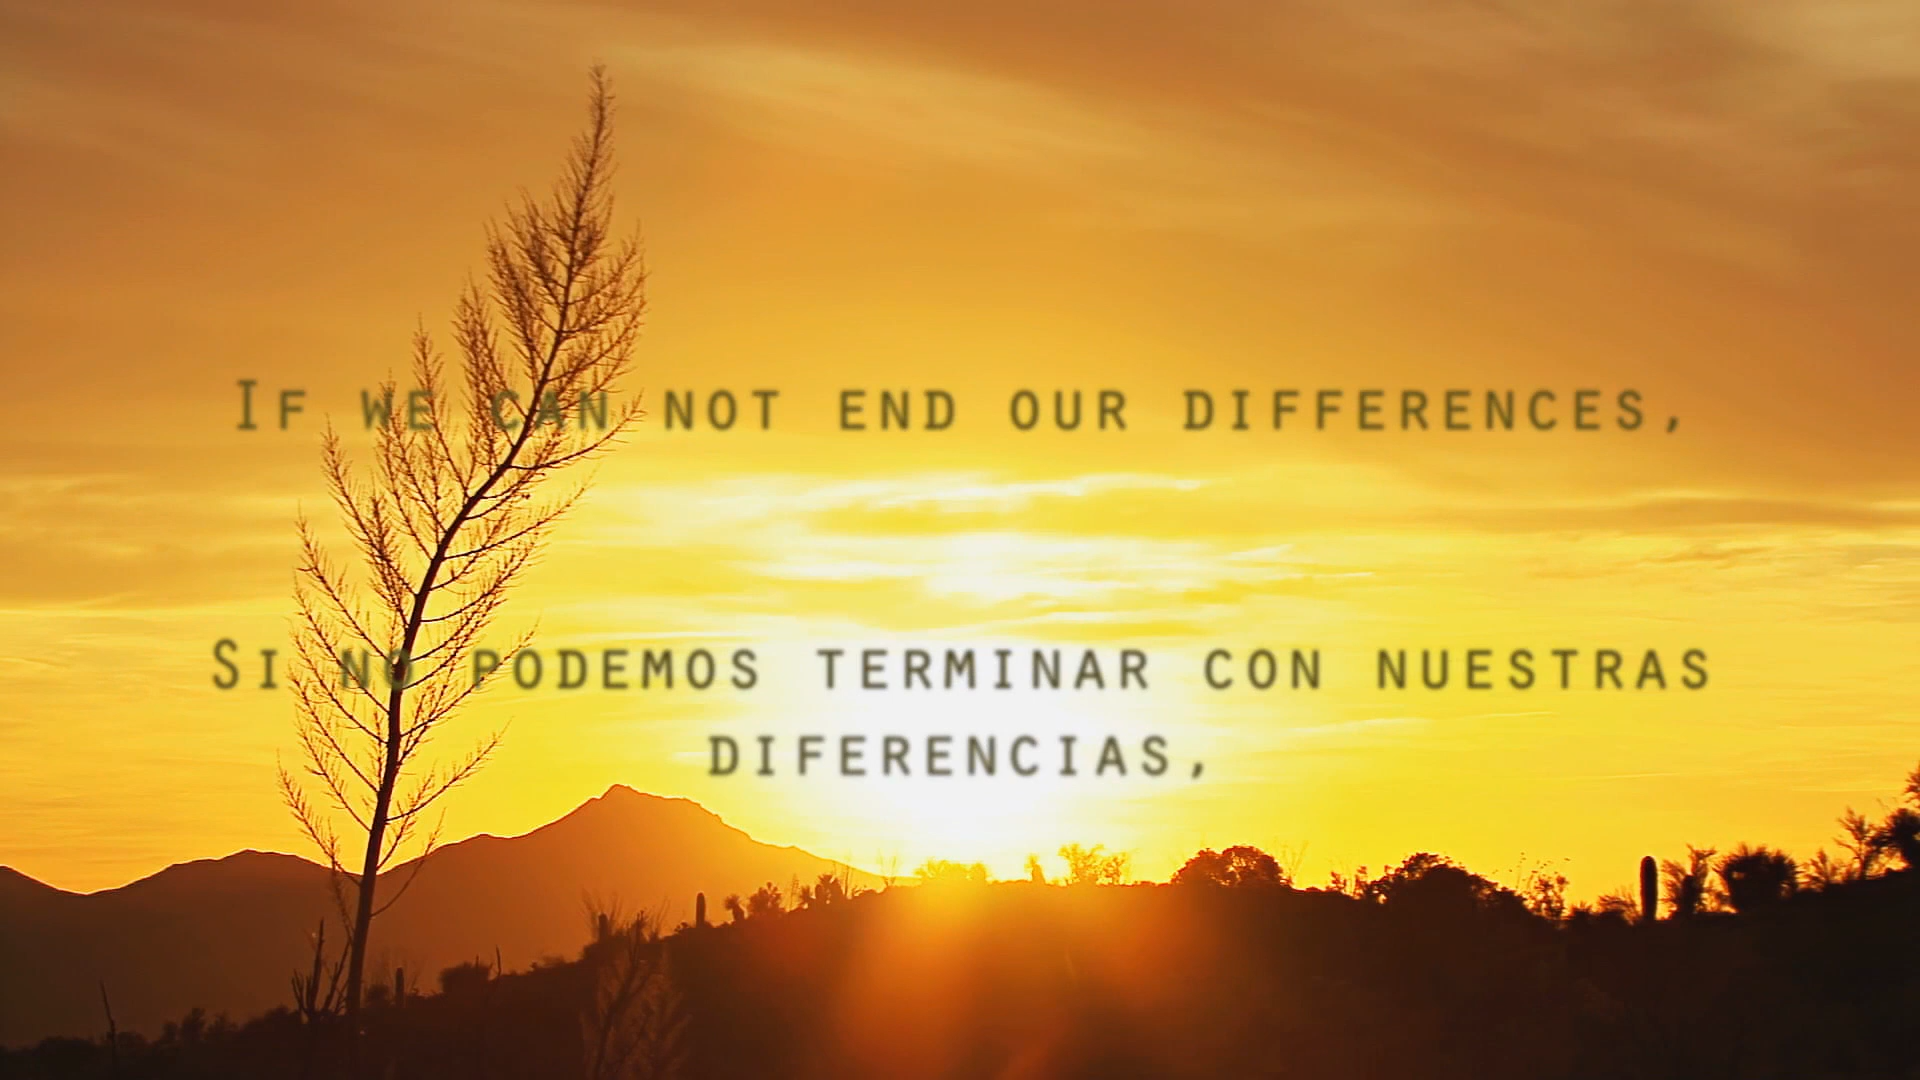 If we can not end our differences,
Si no podemos terminar con nuestras
diferencias,